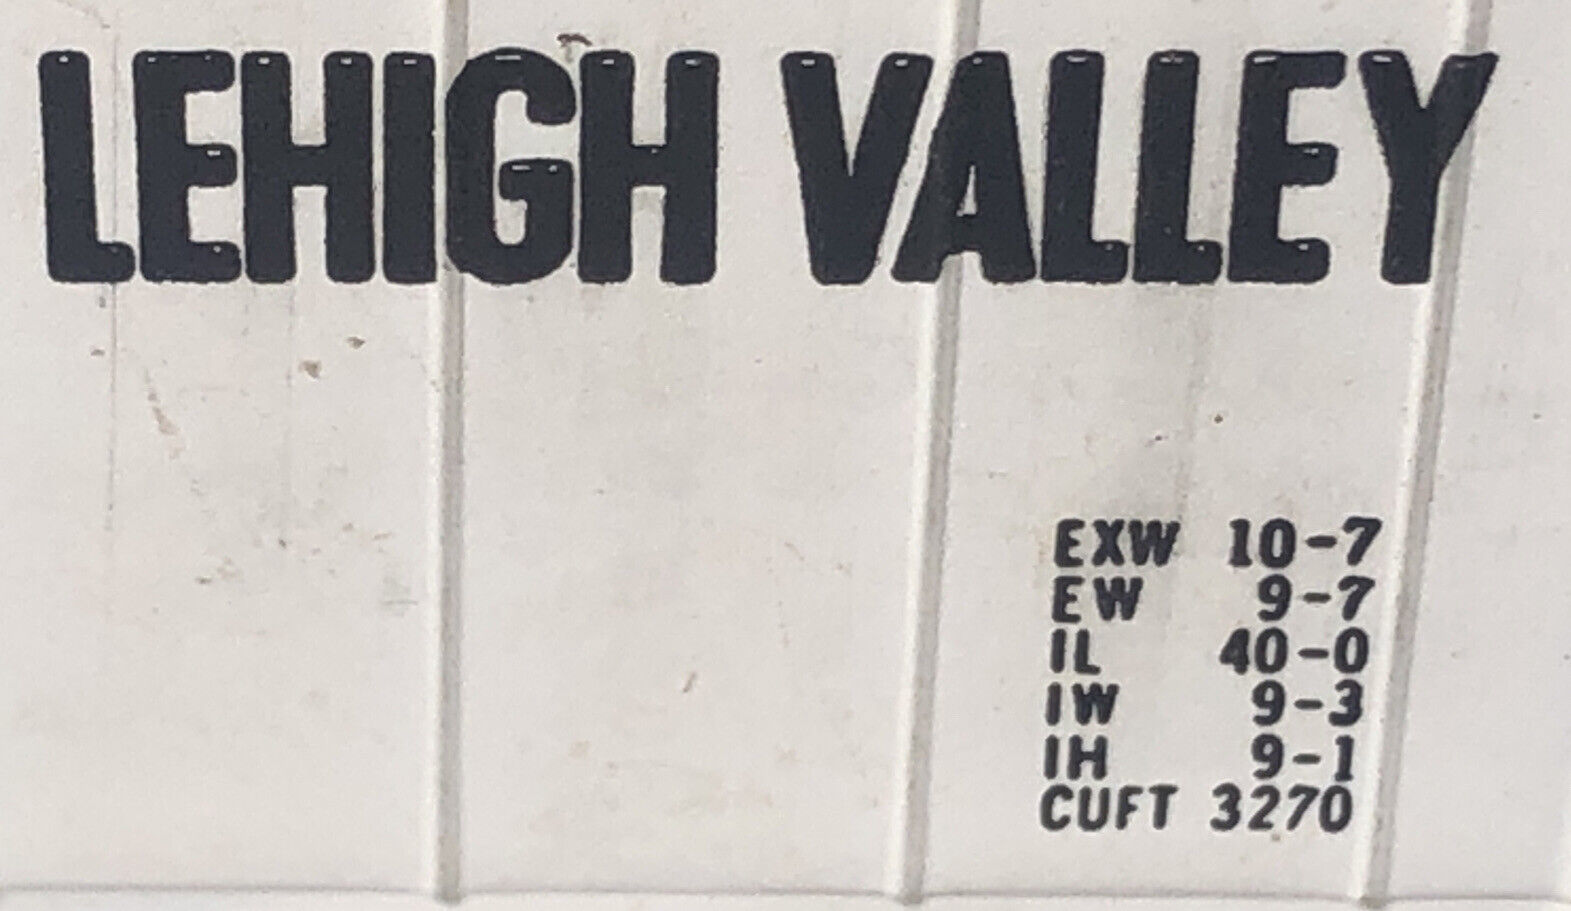 LEHIGH VALLEY
EXW 10-7
EW 9-7
IL 40-0
IW 9-3
IH 9-1
CUFT 3270